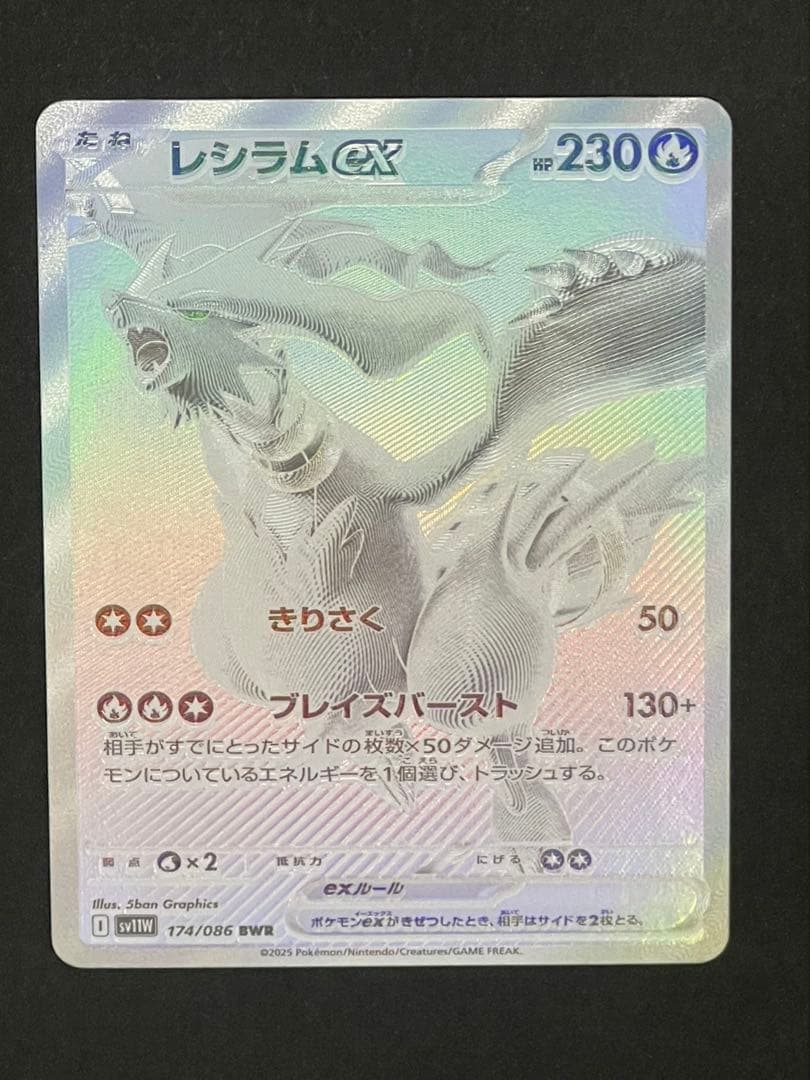 たね レシラムex HP230
きりさく 50
ブレイズバースト 130+
相手がすでにとったサイドの枚数×50ダメージ追加。このポケ
モンについているエネルギーを1個選び、トラッシュする。
弱点 ×2 抵抗力 にげる
exルール
ポケモンexがきぜつしたとき、相手はサイドを2枚とる。
Illus. 5ban Graphics
I sv11W 174/086 BWR
©2025 Pokémon/Nintendo/Creatures/GAME FREAK.